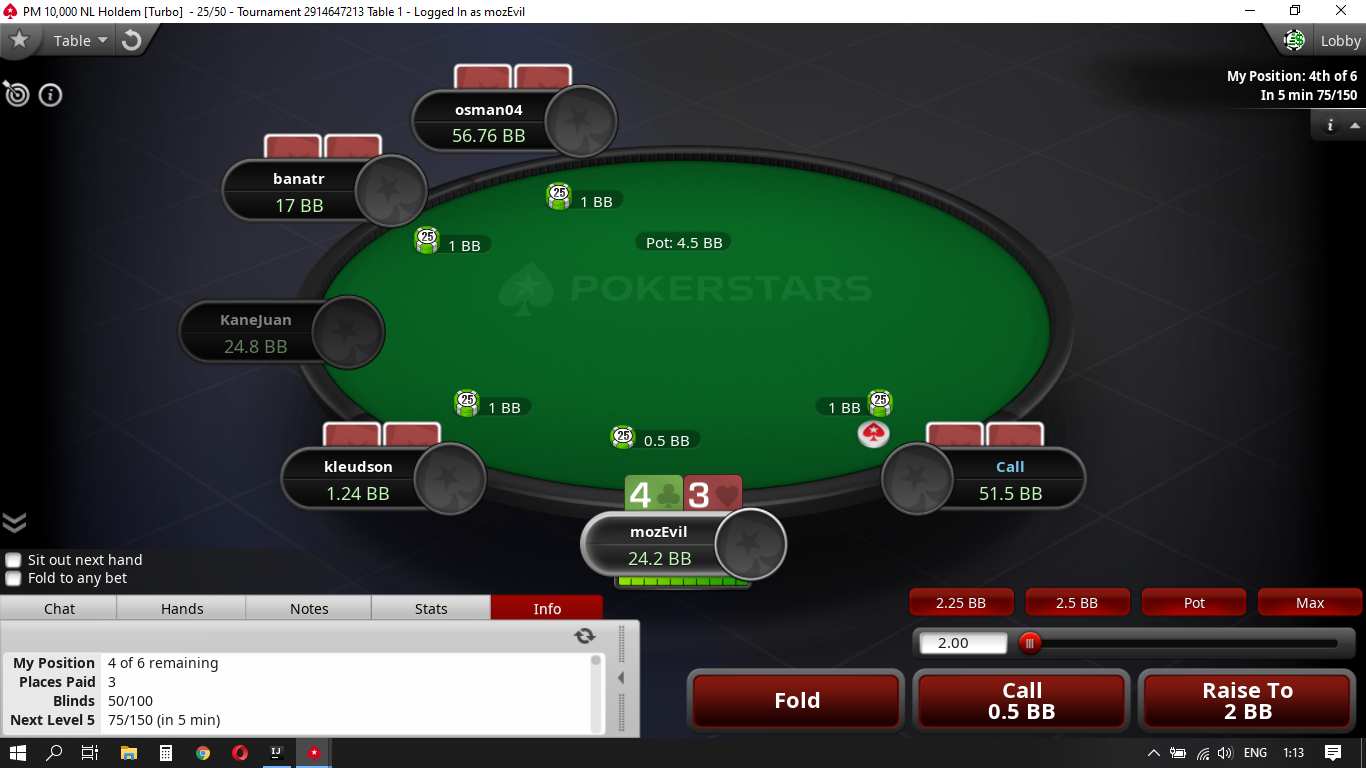 PM 10,000 NL Holdem [Turbo] - 25/50 - Tournament 2914647213 Table 1 - Logged In as mozEvil
Table
Lobby
My Position: 4th of 6
In 5 min 75/150
osman04
56.76 BB
banatr
17 BB
25 1 BB
25 1 BB
Pot: 4.5 BB
POKERSTARS
KaneJuan
24.8 BB
25 1 BB
1 BB 25
25 0.5 BB
kleudson
1.24 BB
Call
51.5 BB
4 3
mozEvil
24.2 BB
Sit out next hand
Fold to any bet
Chat Hands Notes Stats Info
My Position 4 of 6 remaining
Places Paid 3
Blinds 50/100
Next Level 5 75/150 (in 5 min)
2.25 BB 2.5 BB Pot Max
2.00
Fold
Call
0.5 BB
Raise To
2 BB
IJ
ENG 1:13